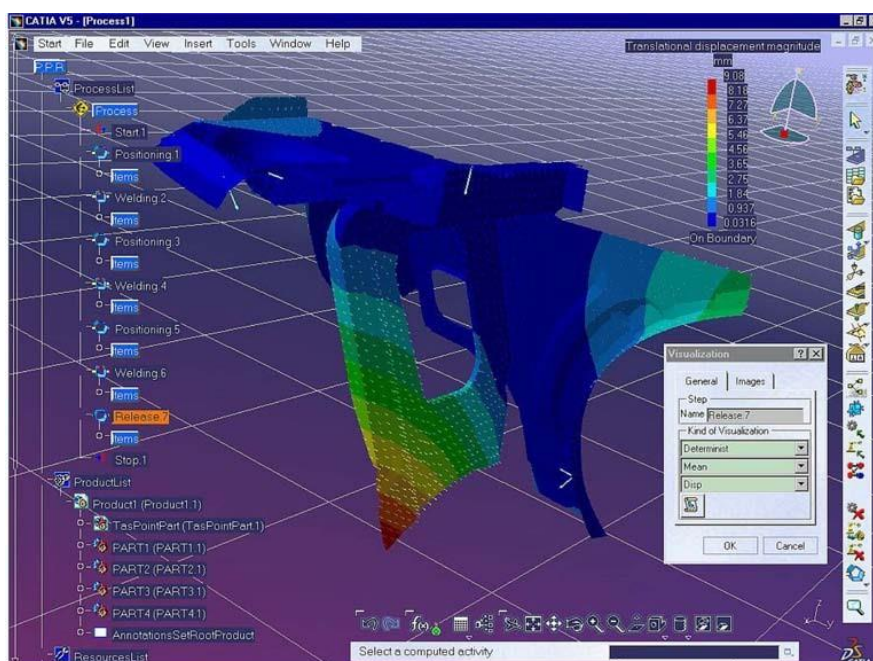 CATIA V5 - [Process1]
Start File Edit View Insert Tools Window Help
P.P.R.
ProcessList
Process
Start.1
Positioning.1
Items
Welding.2
Items
Positioning.3
Items
Welding.4
Items
Positioning.5
Items
Welding.6
Items
Release.7
Items
Stop.1
ProductList
Product1 (Product1.1)
TasPointPart (TasPointPart.1)
PART1 (PART1.1)
PART2 (PART2.1)
PART3 (PART3.1)
PART4 (PART4.1)
AnnotationsSetRootProduct
ResourcesList
Translational displacement magnitude
mm
9.08
8.18
7.27
6.37
5.46
4.56
3.65
2.75
1.84
0.937
0.0316
On Boundary
Visualization
General Images
Step
Name Release.7
Kind of Visualization
Determinist
Mean
Disp
OK Cancel
f(x)
Select a computed activity